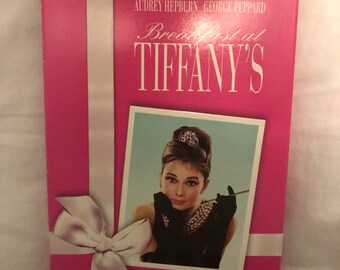 AUDREY HEPBURN GEORGE PEPPARD
Breakfast at
TIFFANY'S